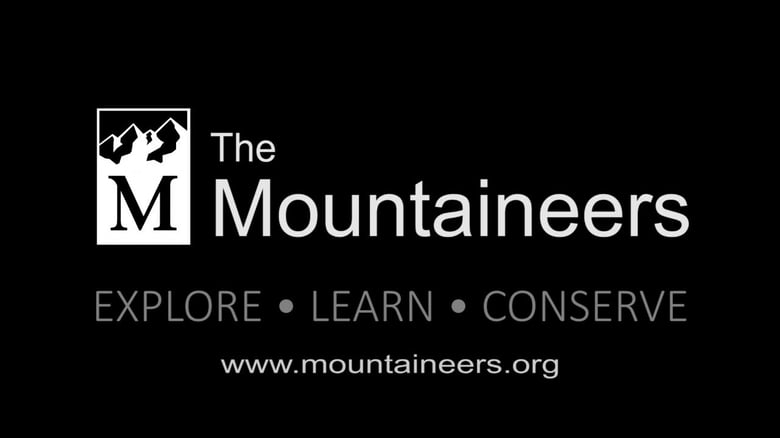 M
The
Mountaineers
EXPLORE • LEARN • CONSERVE
www.mountaineers.org